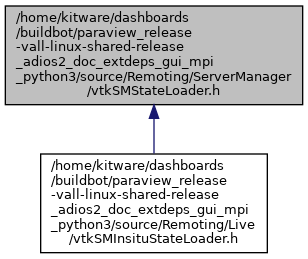 /home/kitware/dashboards
/buildbot/paraview_release
-vall-linux-shared-release
_adios2_doc_extdeps_gui_mpi
_python3/source/Remoting/ServerManager
/vtkSMStateLoader.h
/home/kitware/dashboards
/buildbot/paraview_release
-vall-linux-shared-release
_adios2_doc_extdeps_gui_mpi
_python3/source/Remoting/Live
/vtkSMInsituStateLoader.h